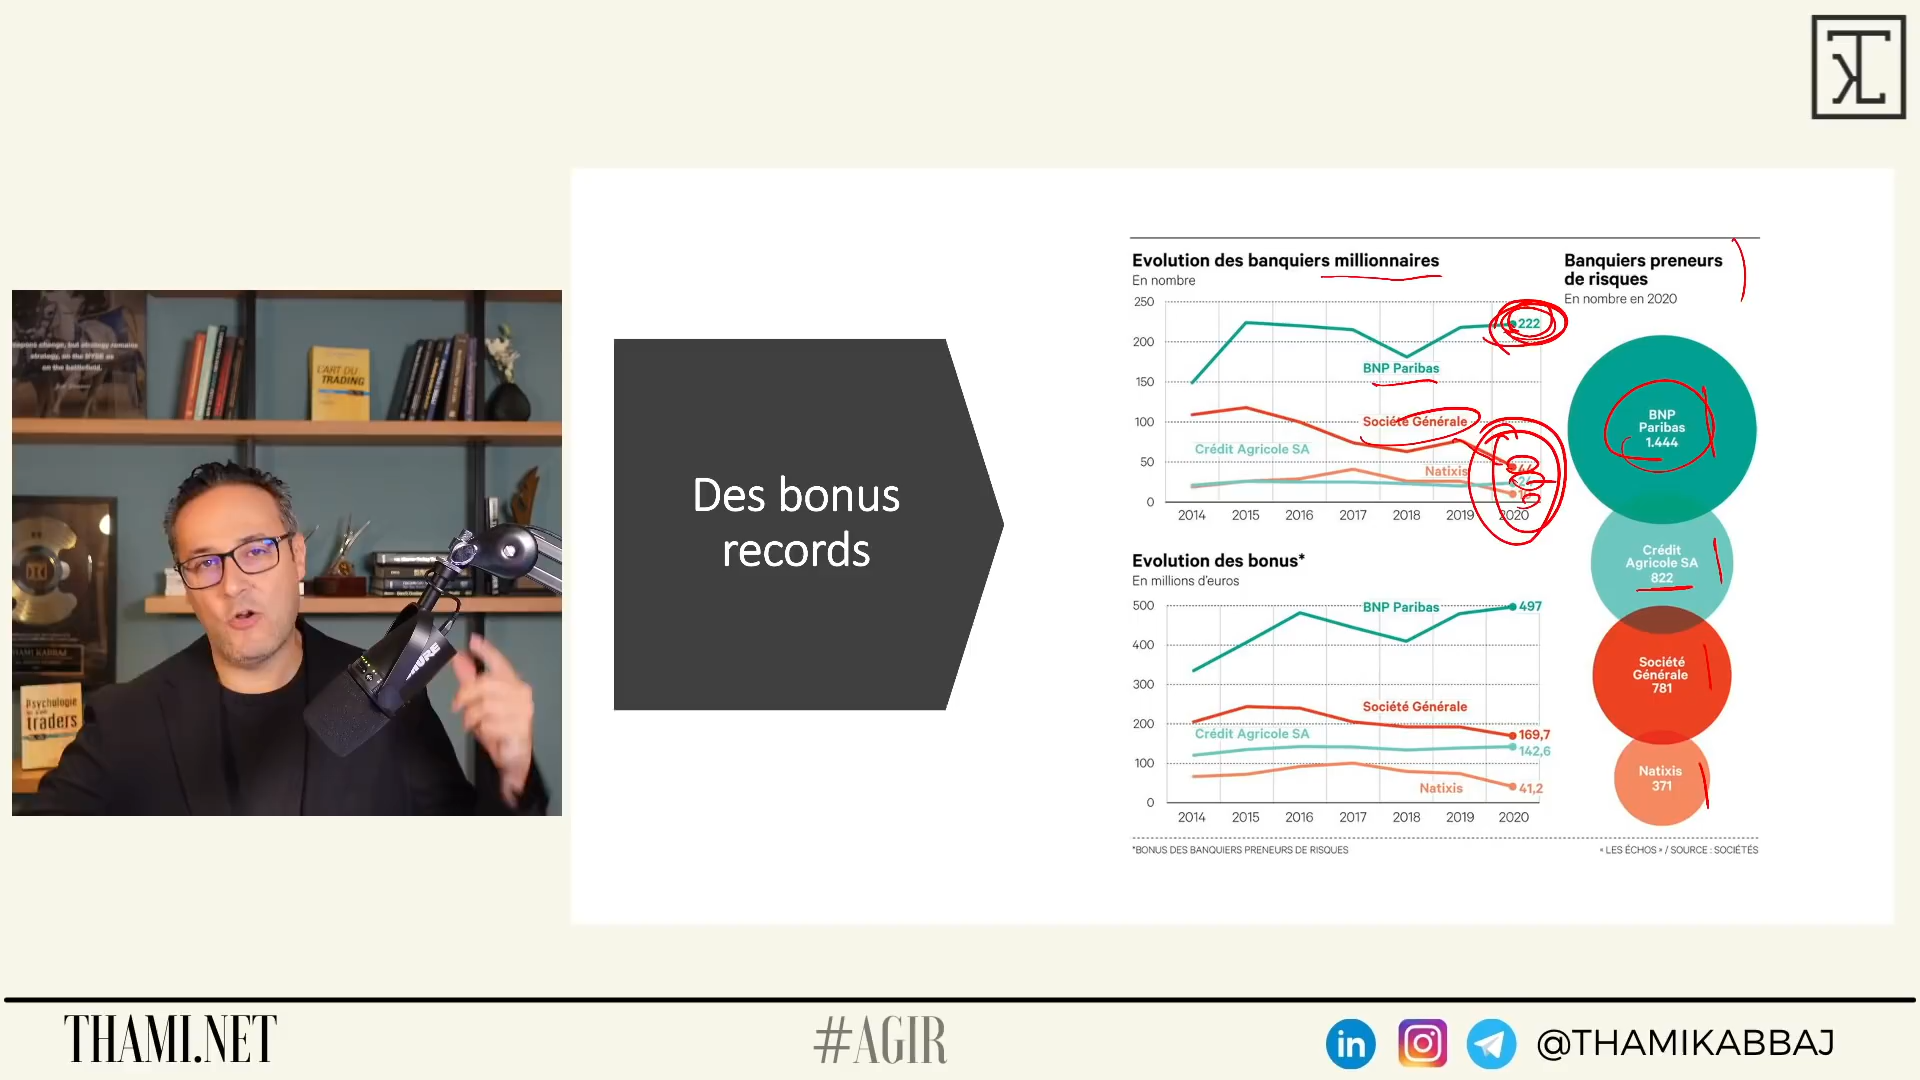 Des bonus
records
Evolution des banquiers millionnaires
En nombre
250
200
150
100
50
0
222
BNP Paribas
Société Générale
Crédit Agricole SA
Natixis
2014 2015 2016 2017 2018 2019 2020
Banquiers preneurs
de risques
En nombre en 2020
BNP
Paribas
1.444
Crédit
Agricole SA
822
Société
Générale
781
Natixis
371
Evolution des bonus*
En millions d'euros
500
400
300
200
100
0
BNP Paribas
497
Société Générale
169,7
Crédit Agricole SA
142,6
Natixis
41,2
2014 2015 2016 2017 2018 2019 2020
*BONUS DES BANQUIERS PRENEURS DE RISQUES
« LES ÉCHOS » / SOURCE : SOCIÉTÉS
L'ART DU
TRADING
SHURE
THAMI KABBAJ
Psychologie
traders
THAMI.NET
#AGIR
in
@THAMIKABBAJ